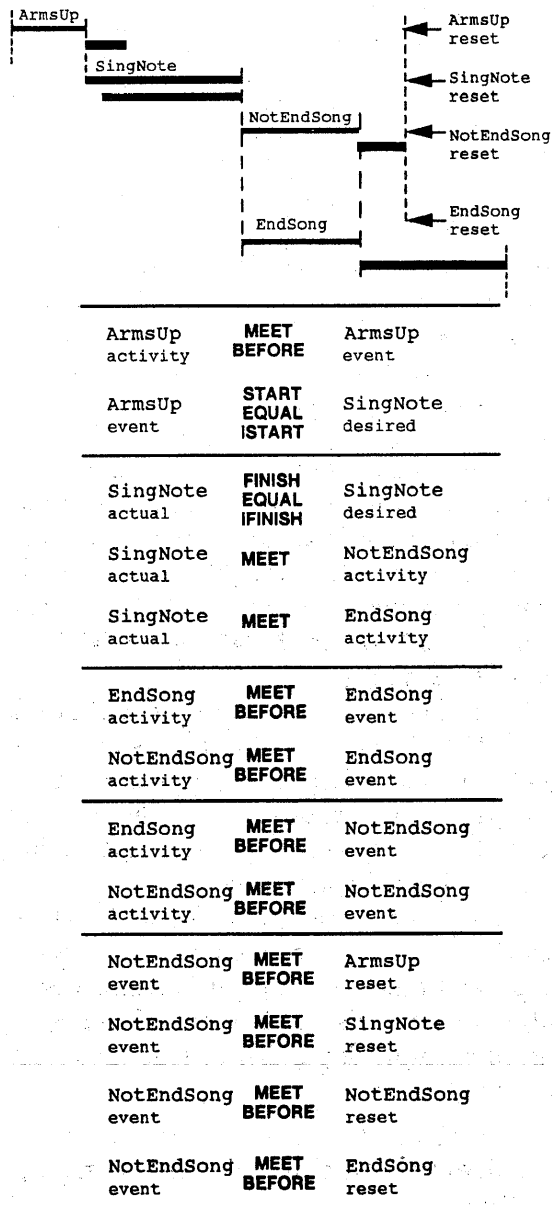 ArmsUp
ArmsUp
reset
SingNote
SingNote
reset
NotEndSong
NotEndSong
reset
EndSong
EndSong
reset
ArmsUp MEET ArmsUp
activity BEFORE event
START
ArmsUp EQUAL SingNote
event ISTART desired
FINISH
SingNote EQUAL SingNote
actual IFINISH desired
SingNote MEET NotEndSong
actual activity
SingNote MEET EndSong
actual activity
EndSong MEET EndSong
activity BEFORE event
NotEndSong MEET EndSong
activity BEFORE event
EndSong MEET NotEndSong
activity BEFORE event
NotEndSong MEET NotEndSong
activity BEFORE event
NotEndSong MEET ArmsUp
event BEFORE reset
NotEndSong MEET SingNote
event BEFORE reset
NotEndSong MEET NotEndSong
event BEFORE reset
NotEndSong MEET EndSong
event BEFORE reset